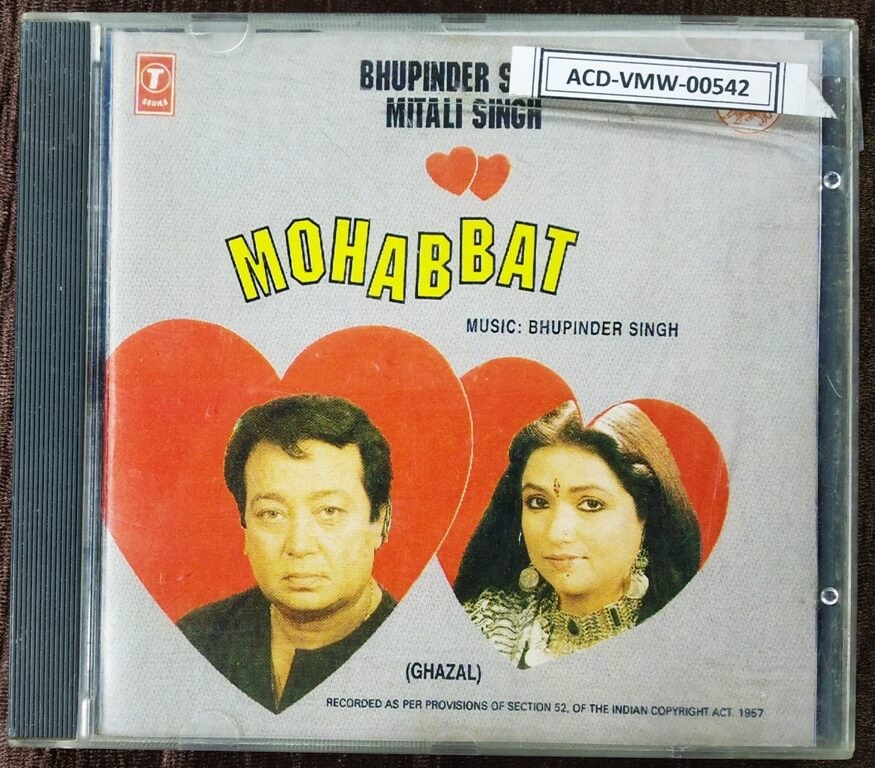 T
SERIES
BHUPINDER
MITALI SINGH
ACD-VMW-00542
MOHABBAT
MUSIC: BHUPINDER SINGH
(GHAZAL)
RECORDED AS PER PROVISIONS OF SECTION 52, OF THE INDIAN COPYRIGHT ACT 1957